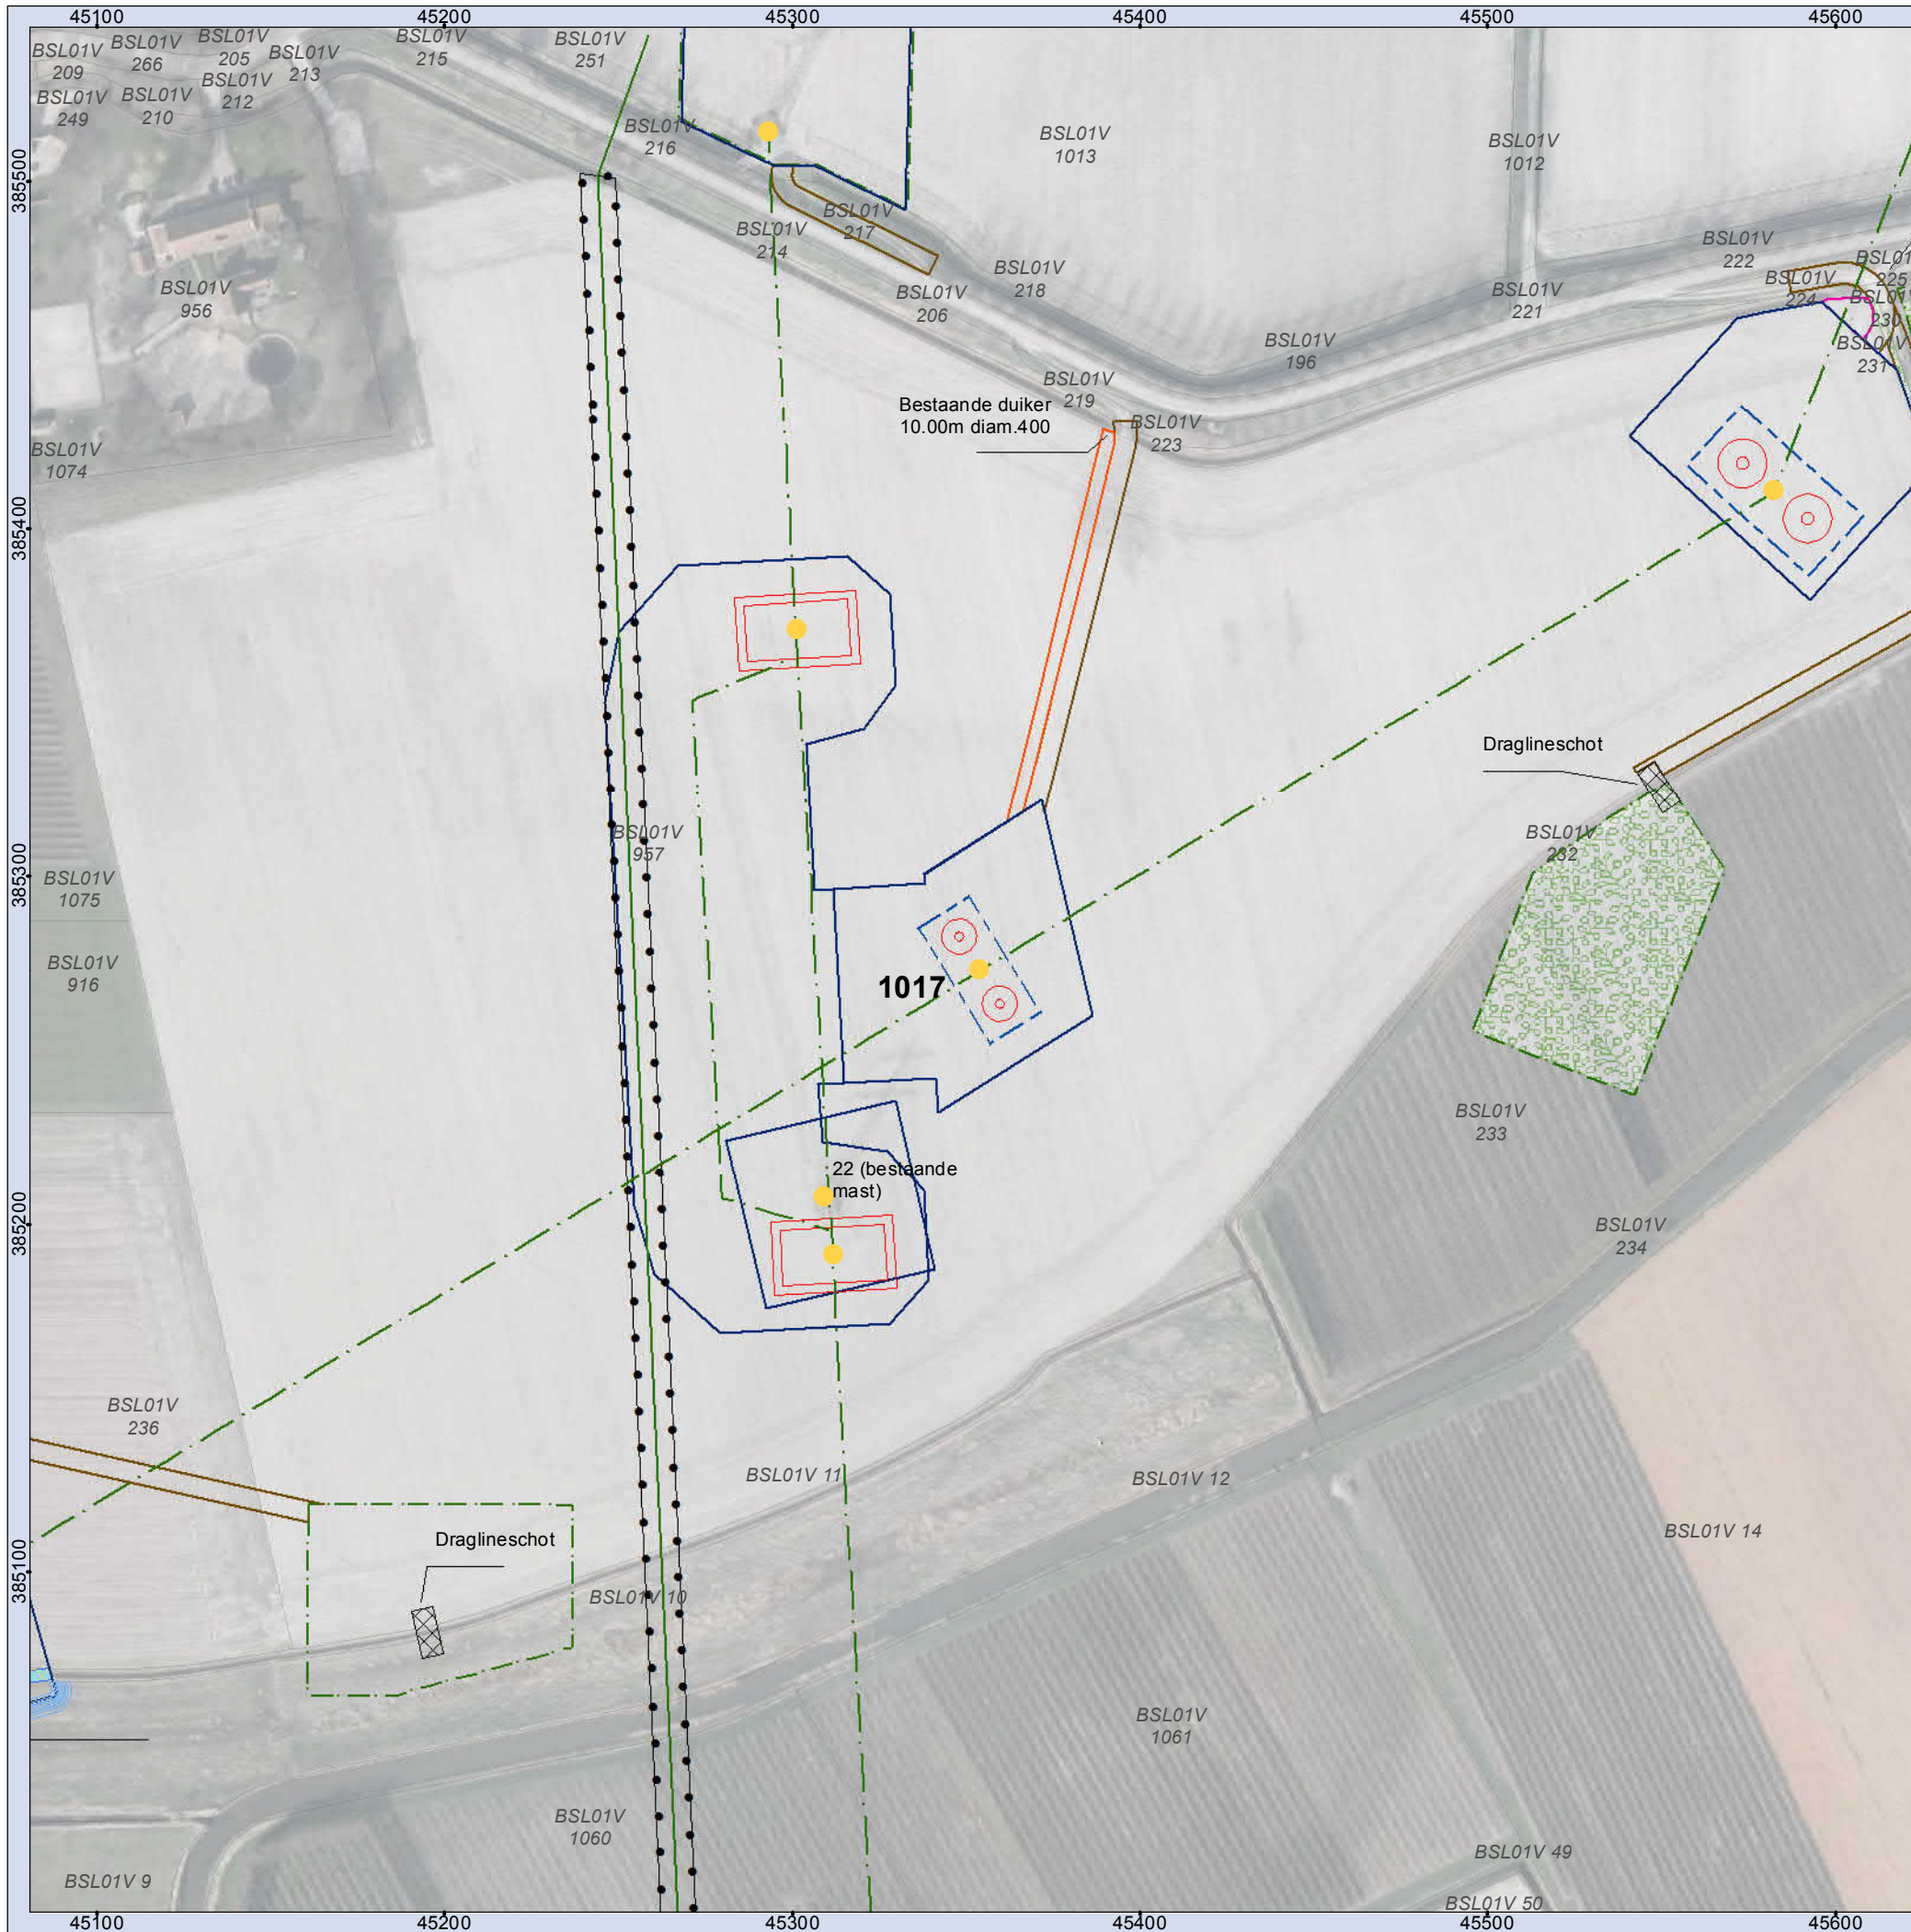 45100 45200 45300 45400 45500 45600
BSL01V
209
BSL01V
266
BSL01V
205
BSL01V
213
BSL01V
215
BSL01V
251
BSL01V
249
BSL01V
210
BSL01V
212
BSL01V
216
BSL01V
1013
BSL01V
1012
385500
BSL01V
217
BSL01V
214
BSL01V
218
BSL01V
206
BSL01V
222
BSL01V
221
BSL01V
224
BSL01
225
BSL01V
230
BSL01V
231
BSL01V
956
BSL01V
196
BSL01V
219
Bestaande duiker
10.00m diam.400
BSL01V
223
BSL01V
1074
385400
Draglineschot
BSL01V
957
BSL01V
232
385300
BSL01V
1075
BSL01V
916
1017
BSL01V
233
22 (bestaande
mast)
385200
BSL01V
234
BSL01V
236
BSL01V 11
BSL01V 12
BSL01V 14
Draglineschot
385100
BSL01V 10
BSL01V
1061
BSL01V
1060
BSL01V 49
BSL01V 9
BSL01V 50
45100 45200 45300 45400 45500 45600